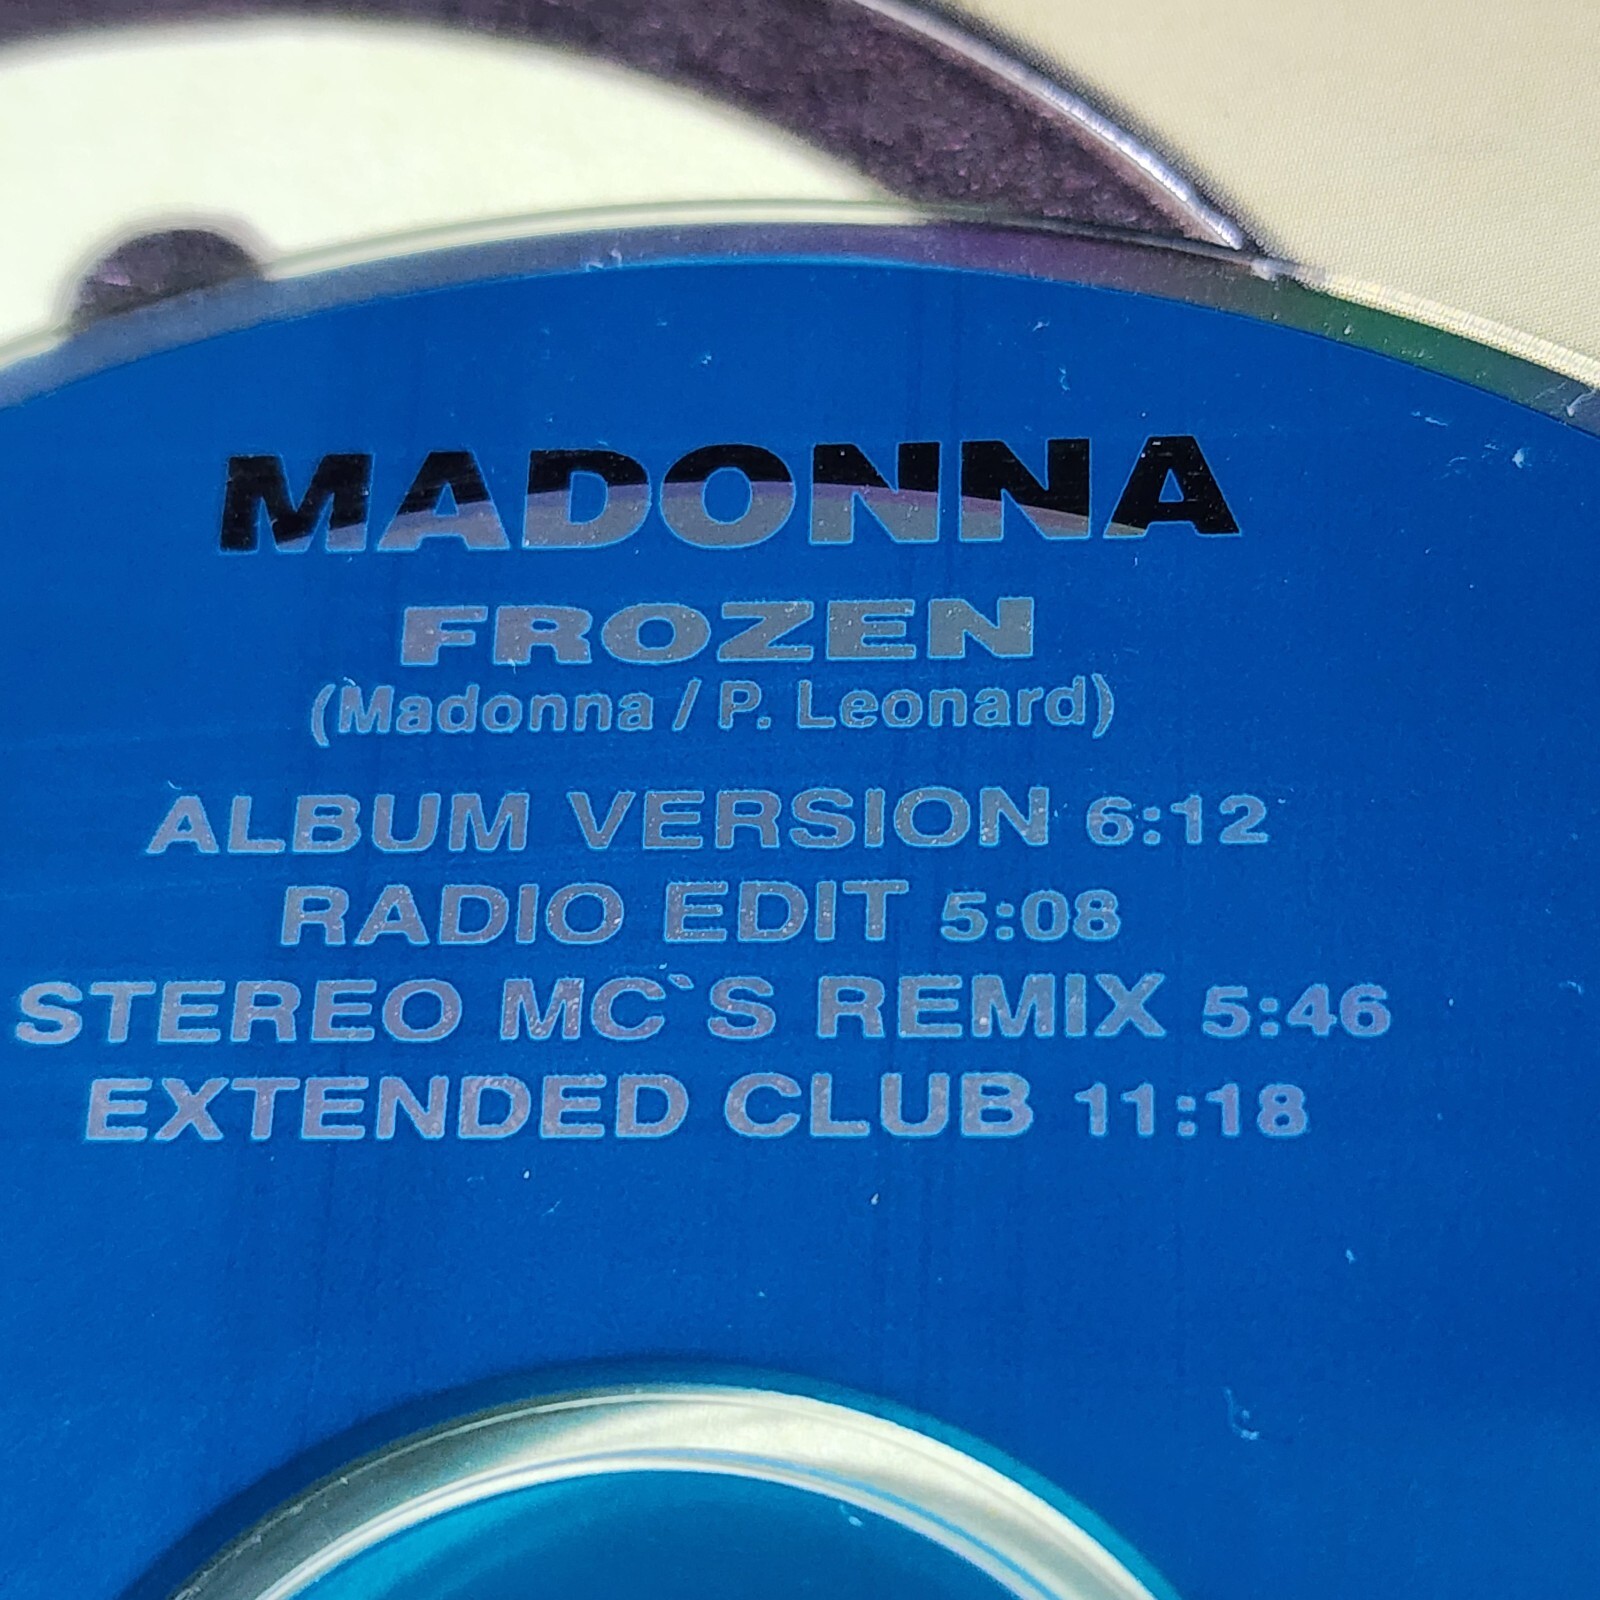 MADONNA
FROZEN
(Madonna / P. Leonard)
ALBUM VERSION 6:12
RADIO EDIT 5:08
STEREO MC`S REMIX 5:46
EXTENDED CLUB 11:18